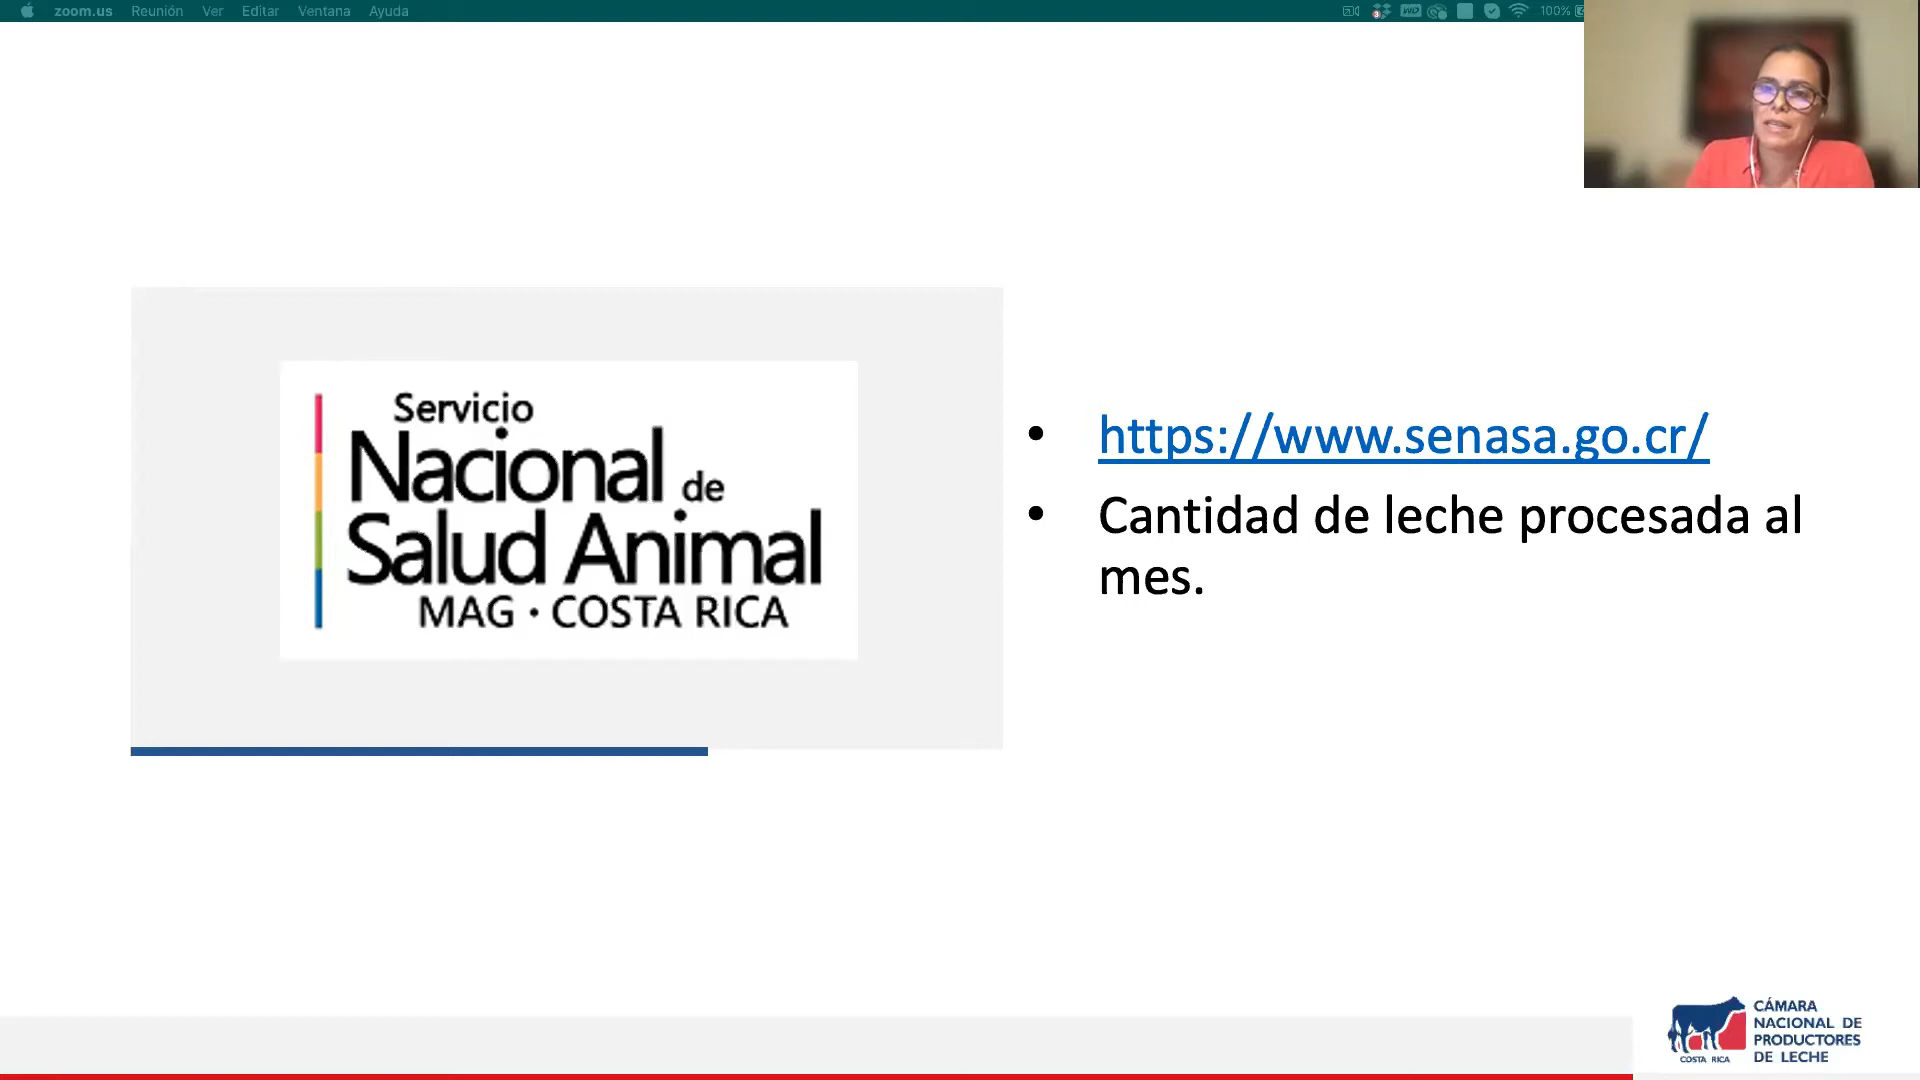 zoom.us Reunión Ver Editar Ventana Ayuda
100%
Servicio
Nacional de
Salud Animal
MAG · COSTA RICA
• https://www.senasa.go.cr/
• Cantidad de leche procesada al
mes.
CÁMARA
NACIONAL DE
PRODUCTORES
DE LECHE
COSTA RICA